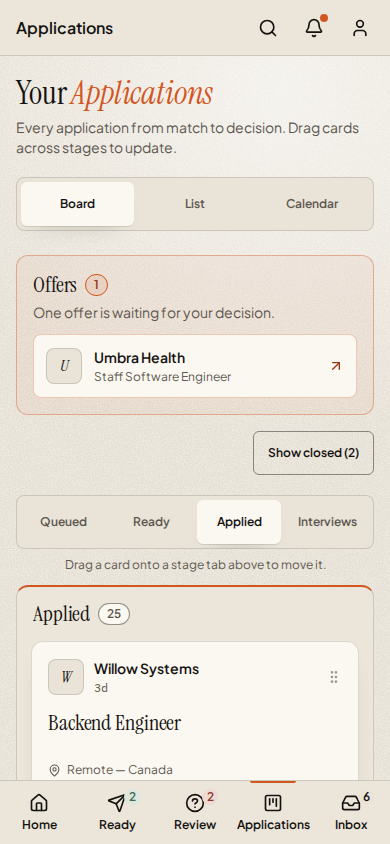 Applications
Your Applications
Every application from match to decision. Drag cards
across stages to update.
Board
List
Calendar
Offers 1
One offer is waiting for your decision.
U
Umbra Health
Staff Software Engineer
Show closed (2)
Queued
Ready
Applied
Interviews
Drag a card onto a stage tab above to move it.
Applied 25
W
Willow Systems
3d
Backend Engineer
Remote — Canada
2
2
6
Home
Ready
Review
Applications
Inbox